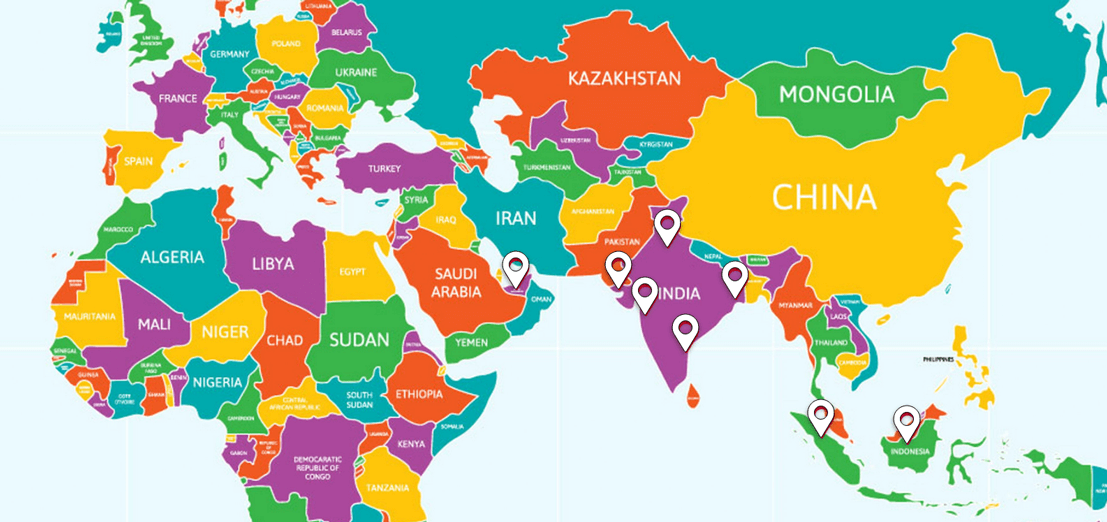 LITHUANIA
IRELAND
UNITED
KINGDOM
BELARUS
GERMANY
POLAND
CZECHIA
UKRAINE
FRANCE
AUSTRIA
HUNGARY
ROMANIA
ITALY
SERBIA
BULGARIA
SPAIN
TURKEY
KAZAKHSTAN
MONGOLIA
UZBEKISTAN
KYRGISTAN
TURKMENISTAN
TAJIKISTAN
CHINA
SYRIA
IRAQ
IRAN
AFGHANISTAN
PAKISTAN
MOROCCO
ALGERIA
LIBYA
EGYPT
SAUDI
ARABIA
OMAN
YEMEN
NEPAL
INDIA
MYANMAR
LAOS
VIETNAM
THAILAND
CAMBODIA
PHILIPPINES
MAURITANIA
MALI
NIGER
CHAD
SUDAN
ERITREA
SENEGAL
GUINEA
BURKINA
FASO
BENIN
GHANA
COTE
D'IVOIRE
NIGERIA
CAMEROON
CENTRAL
AFRICAN REPUBLIC
SOUTH
SUDAN
ETHIOPIA
SOMALIA
UGANDA
KENYA
GABON
REPUBLIC
OF
CONGO
DEMOCARATIC
REPUBLIC OF
CONGO
TANZANIA
INDONESIA